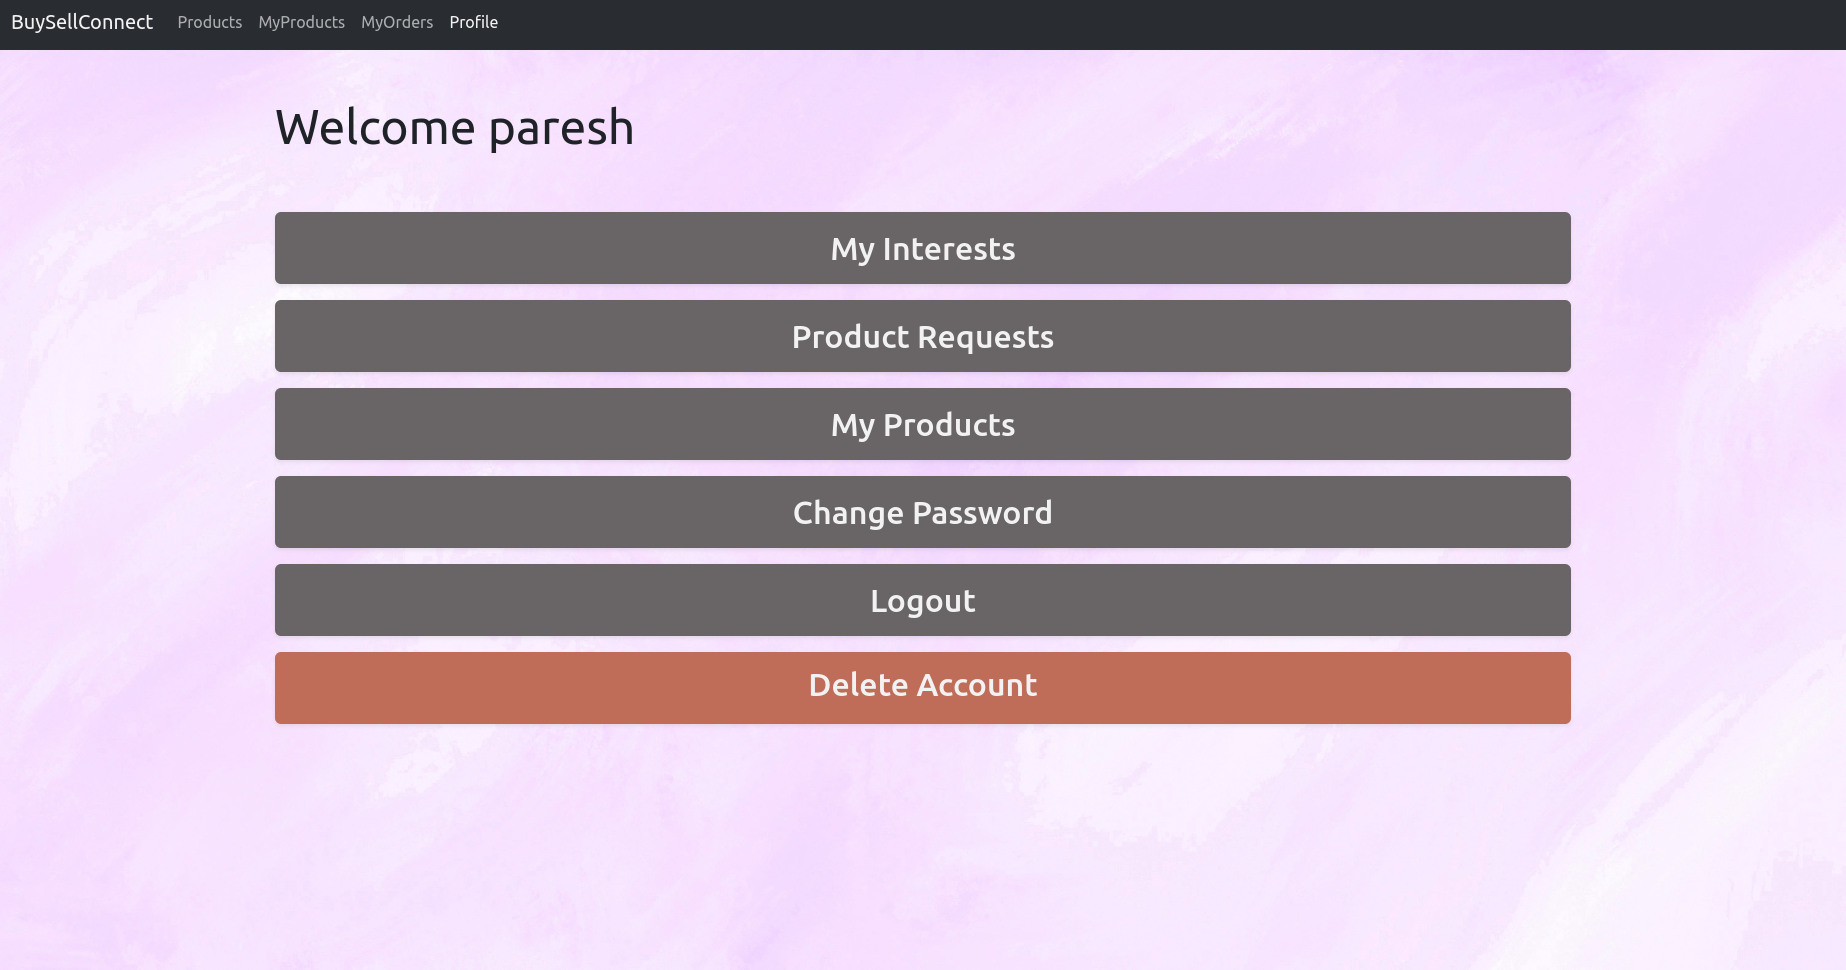 BuySellConnect Products MyProducts MyOrders Profile
Welcome paresh
My Interests
Product Requests
My Products
Change Password
Logout
Delete Account